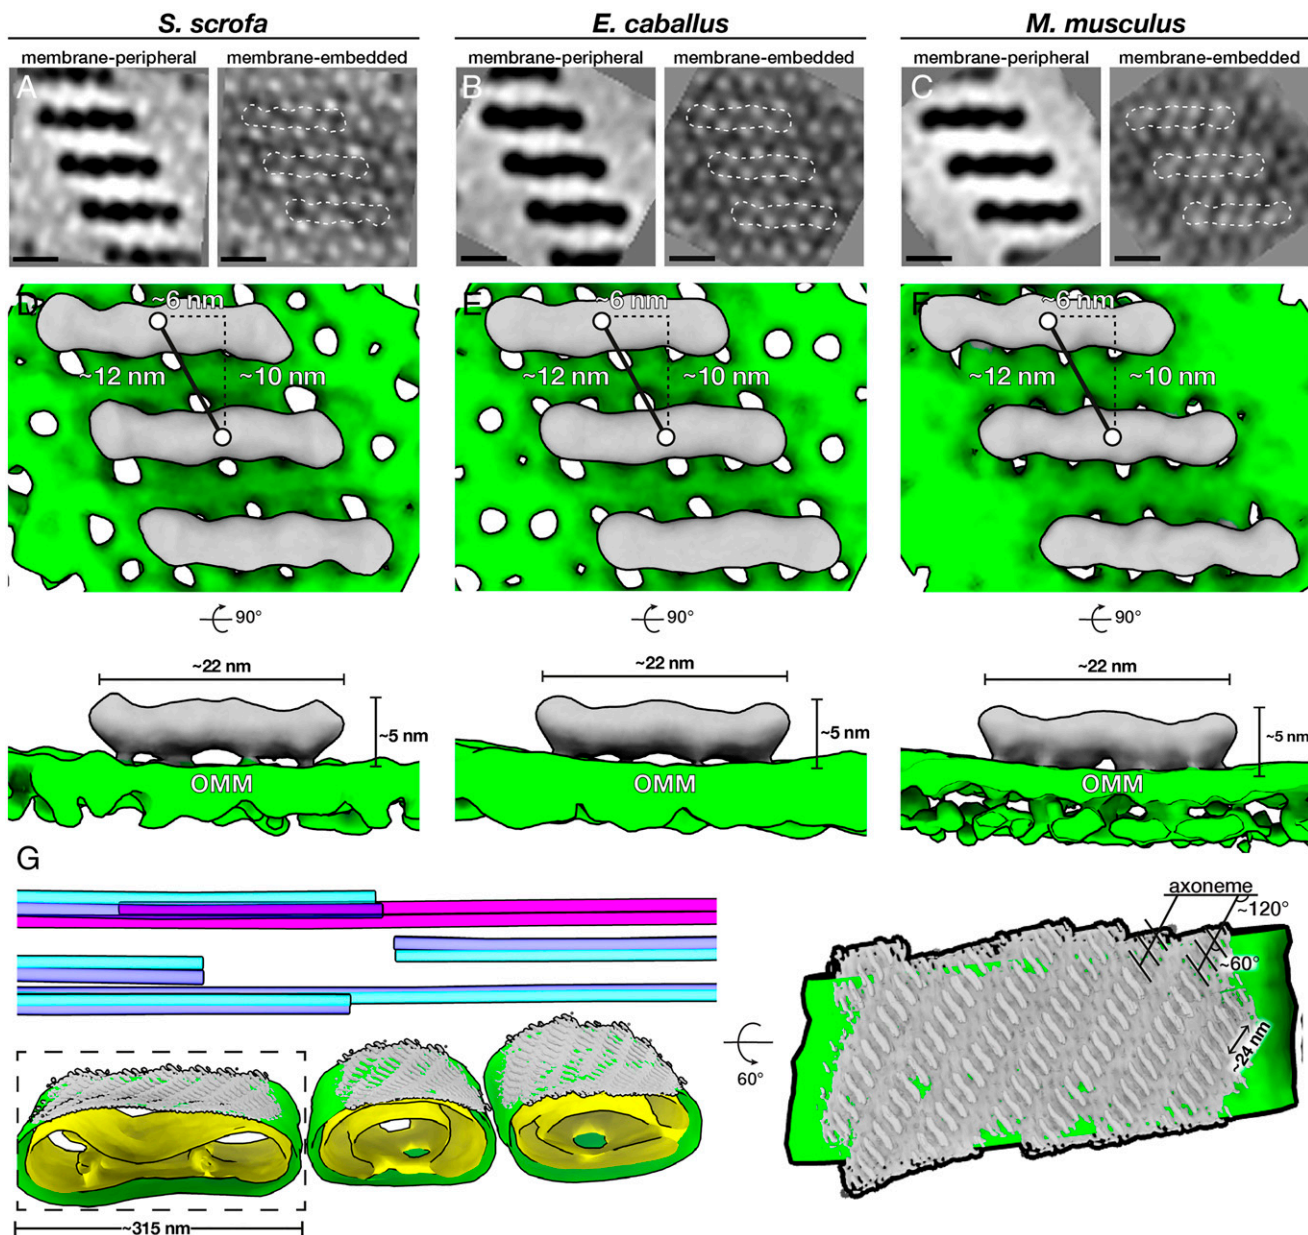 S. scrofa
E. caballus
M. musculus
membrane-peripheral membrane-embedded
membrane-peripheral membrane-embedded
membrane-peripheral membrane-embedded
A
B
C
D
~6 nm
~12 nm
~10 nm
E
~6 nm
~12 nm
~10 nm
F
~6 nm
~12 nm
~10 nm
90°
90°
90°
~22 nm
~5 nm
OMM
~22 nm
~5 nm
OMM
~22 nm
~5 nm
OMM
G
~315 nm
60°
axoneme
~120°
~60°
~24 nm